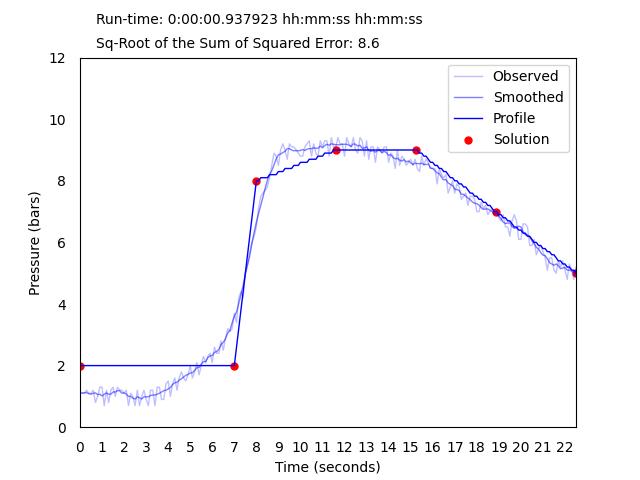 Run-time: 0:00:00.937923 hh:mm:ss hh:mm:ss
Sq-Root of the Sum of Squared Error: 8.6
12
10
8
6
4
2
0
Pressure (bars)
Observed
Smoothed
Profile
Solution
0 1 2 3 4 5 6 7 8 9 10 11 12 13 14 15 16 17 18 19 20 21 22
Time (seconds)